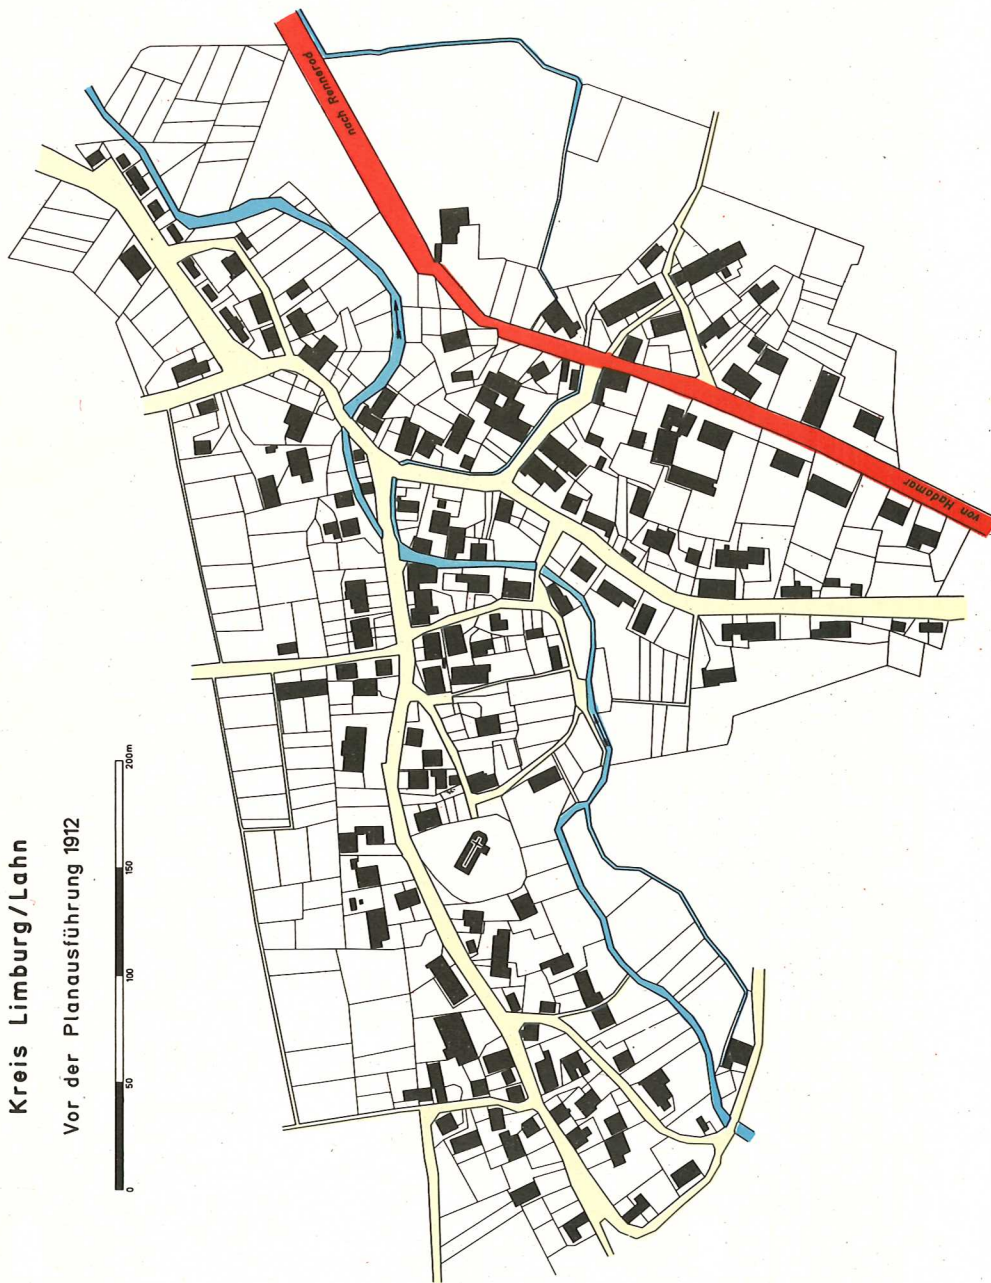 Kreis Limburg/Lahn
Vor der Planausführung 1912
0 50 100 150 200m
nach Rennerod
von Hadamar